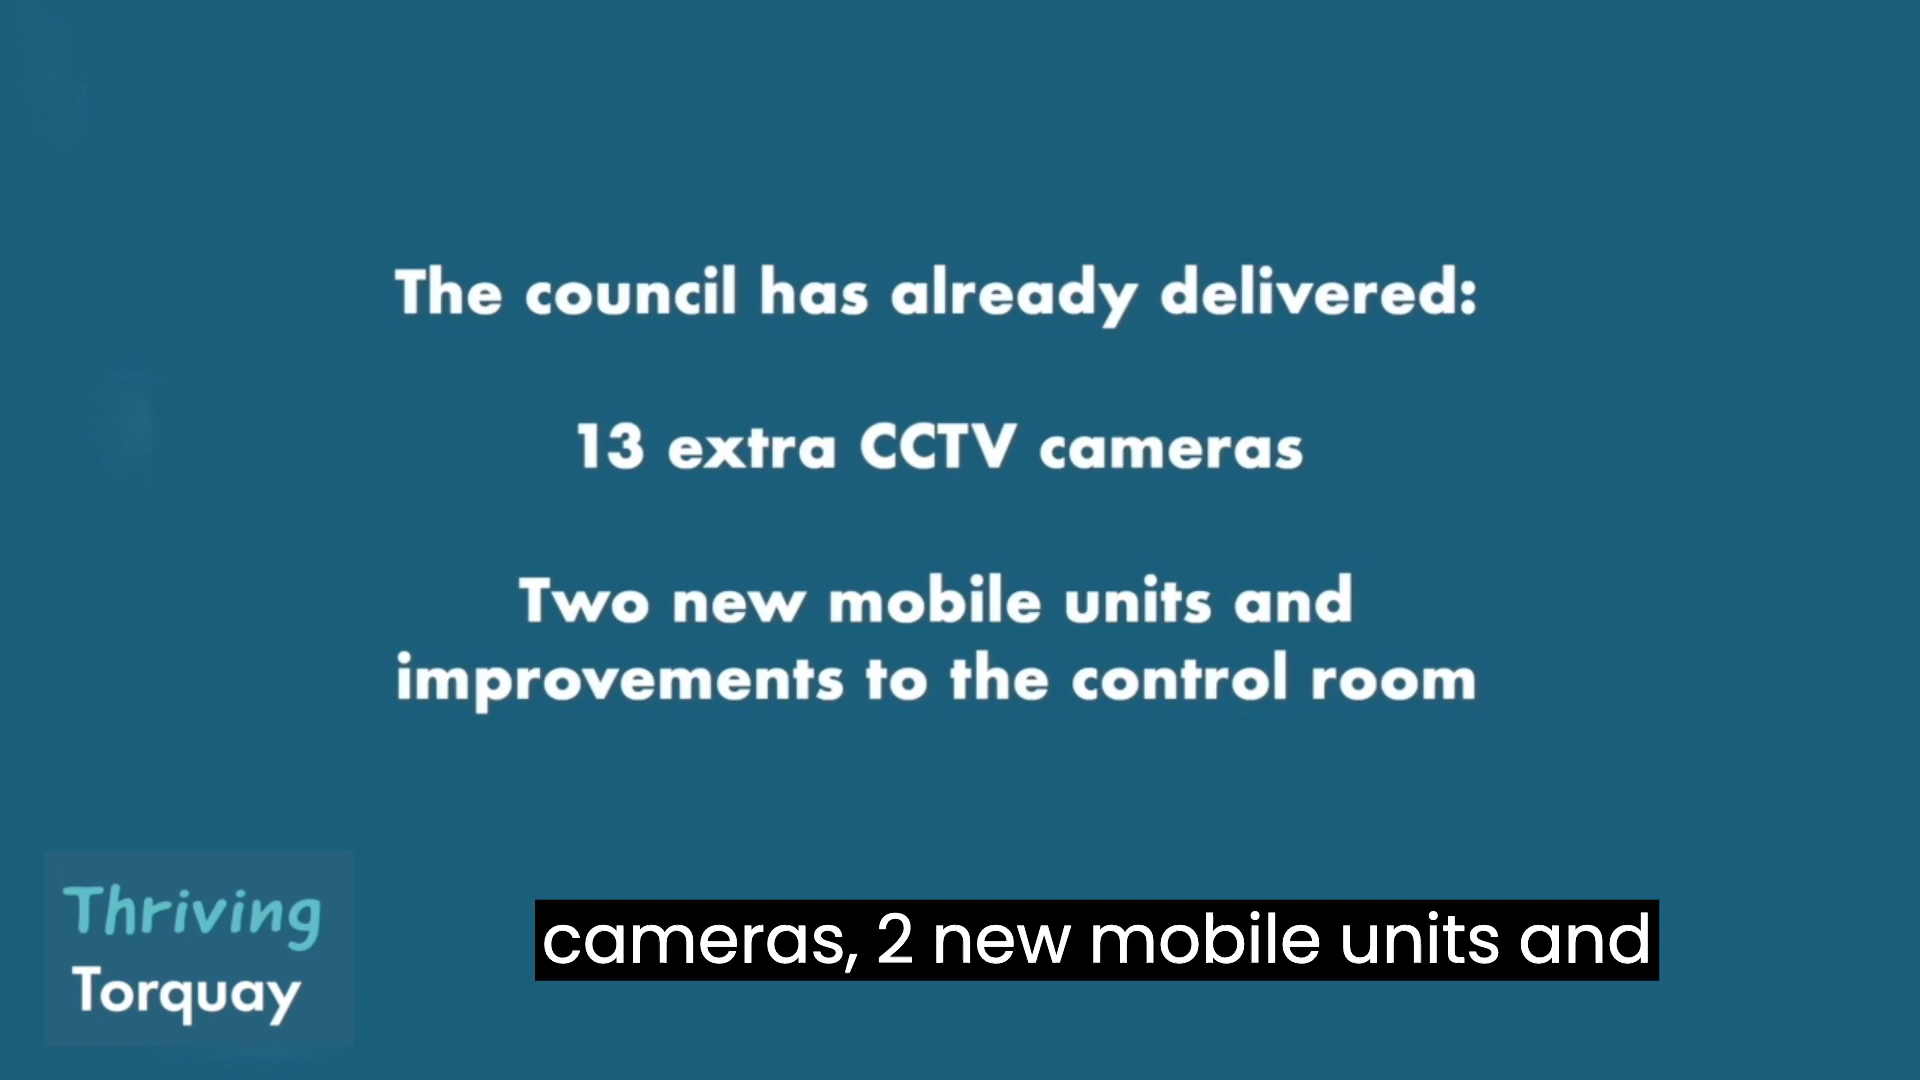 The council has already delivered:
13 extra CCTV cameras
Two new mobile units and
improvements to the control room
Thriving
Torquay
cameras, 2 new mobile units and